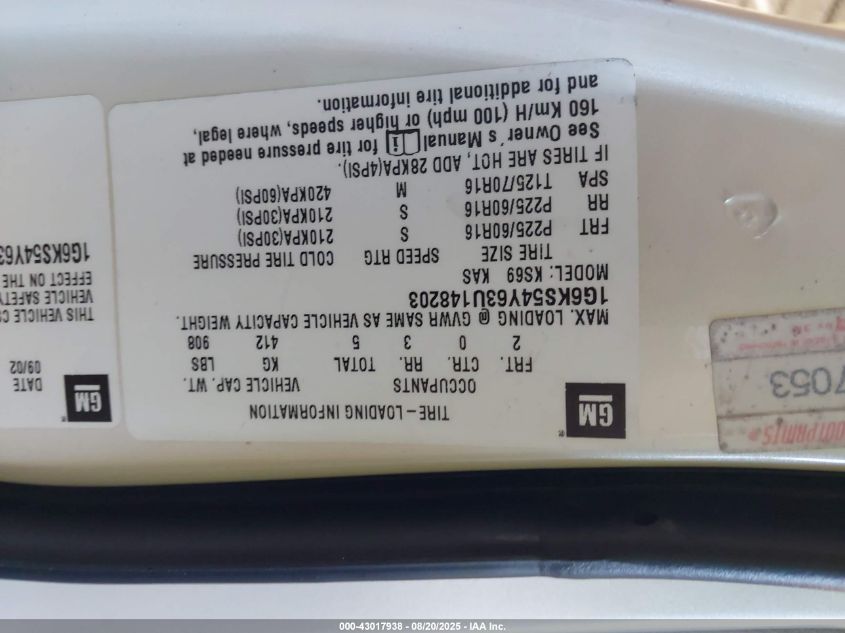 GM
TIRE-LOADING INFORMATION
OCCUPANTS VEHICLE CAP. WT.
FRT. CTR. RR. TOTAL KG LBS
2 0 3 5 412 908
MAX. LOADING @ GVWR SAME AS VEHICLE CAPACITY WEIGHT.
1G6KS54Y63U148203
MODEL: KS69 KAS
TIRE SIZE SPEED RTG COLD TIRE PRESSURE
FRT P225/60R16 S 210KPA(30PSI)
RR P225/60R16 S 210KPA(30PSI)
SPA T125/70R16 M 420KPA(60PSI)
IF TIRES ARE HOT, ADD 28KPA(4PSI).
See Owner's Manual for tire pressure needed at
160 Km/H (100 mph) or higher speeds, where legal,
and for additional tire information.
GM
DATE
09/02
THIS VEHICLE CO
VEHICLE SAFETY
EFFECT ON THE
1G6KS54Y63
7053
000-43017938 - 08/20/2025 - IAA Inc.